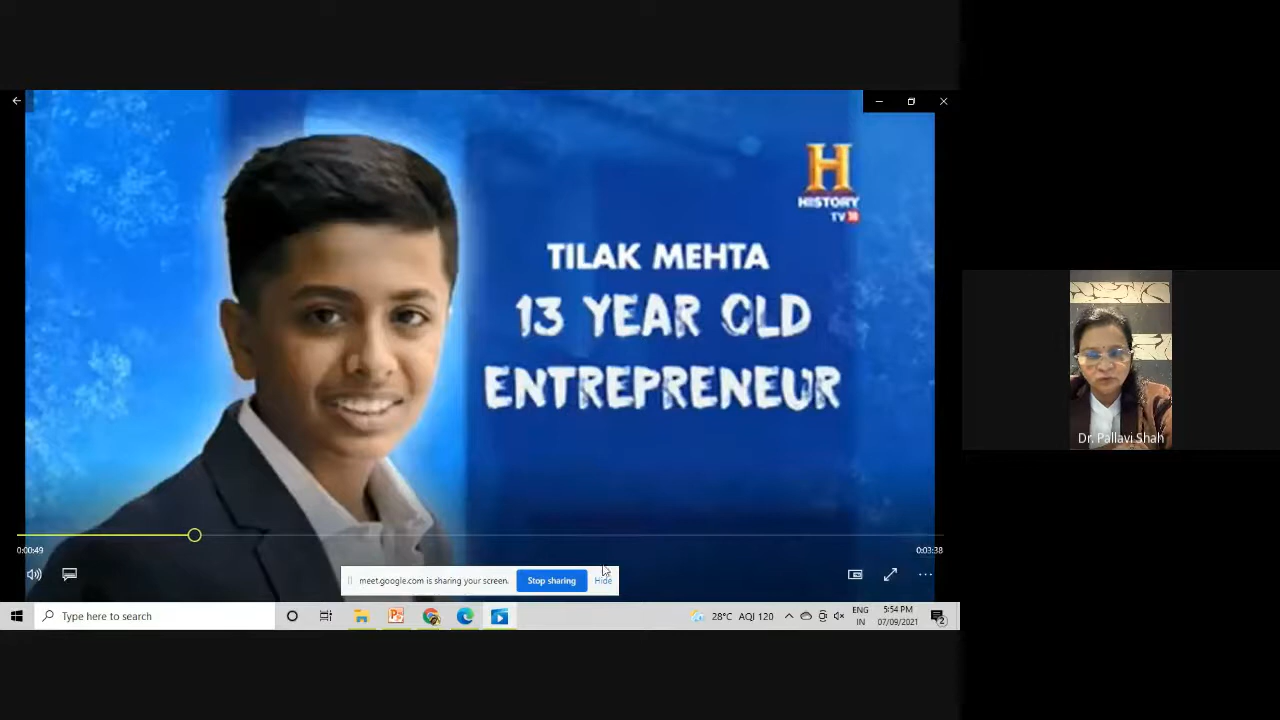 H
HISTORY
TV18
TILAK MEHTA
13 YEAR OLD
ENTREPRENEUR
Dr. Pallavi Shah
0:00:49
0:03:38
meet.google.com is sharing your screen.
Stop sharing
Hide
Type here to search
28°C AQI 120
ENG
IN
5:54 PM
07/09/2021
2